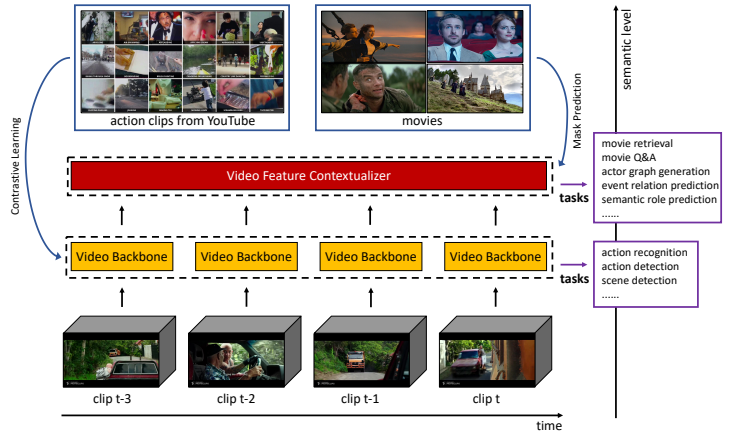 action clips from YouTube
movies
semantic level
Contrastive Learning
Mask Prediction
Video Feature Contextualizer
tasks
movie retrieval
movie Q&A
actor graph generation
event relation prediction
semantic role prediction
......
Video Backbone
Video Backbone
Video Backbone
Video Backbone
tasks
action recognition
action detection
scene detection
......
clip t-3
clip t-2
clip t-1
clip t
time